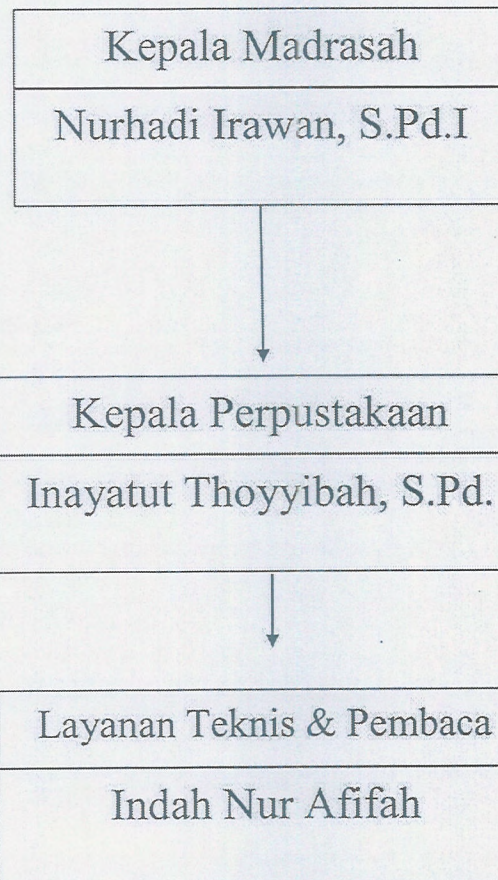 Kepala Madrasah
Nurhadi Irawan, S.Pd.I
Kepala Perpustakaan
Inayatut Thoyyibah, S.Pd.
Layanan Teknis & Pembaca
Indah Nur Afifah